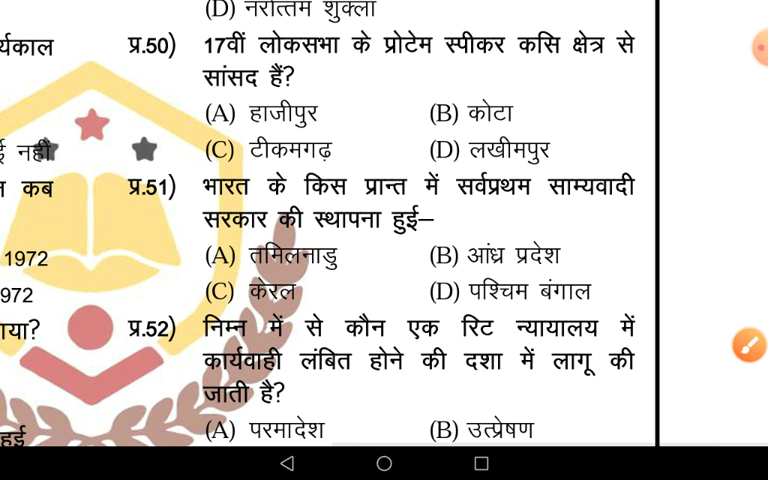 (D) नरोत्तम शुक्ला
र्यकाल
प्र.50) 17वीं लोकसभा के प्रोटेम स्पीकर कसि क्षेत्र से
सांसद हैं?
(A) हाजीपुर (B) कोटा
ई नहीं
(C) टीकमगढ़ (D) लखीमपुर
कब
प्र.51) भारत के किस प्रान्त में सर्वप्रथम साम्यवादी
सरकार की स्थापना हुई–
1972
(A) तमिलनाडु (B) आंध्र प्रदेश
972
(C) केरल (D) पश्चिम बंगाल
ाया?
प्र.52) निम्न में से कौन एक रिट न्यायालय में
कार्यवाही लंबित होने की दशा में लागू की
जाती है?
हुई
(A) परमादेश (B) उत्प्रेषण